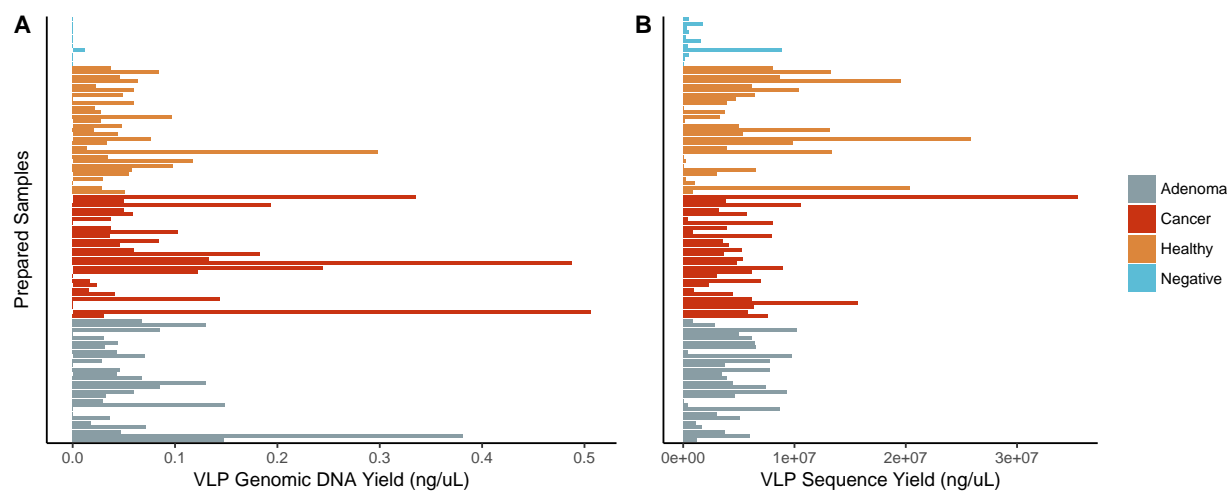 A
B
Prepared Samples
0.0 0.1 0.2 0.3 0.4 0.5
VLP Genomic DNA Yield (ng/uL)
0e+00 1e+07 2e+07 3e+07
VLP Sequence Yield (ng/uL)
Adenoma
Cancer
Healthy
Negative